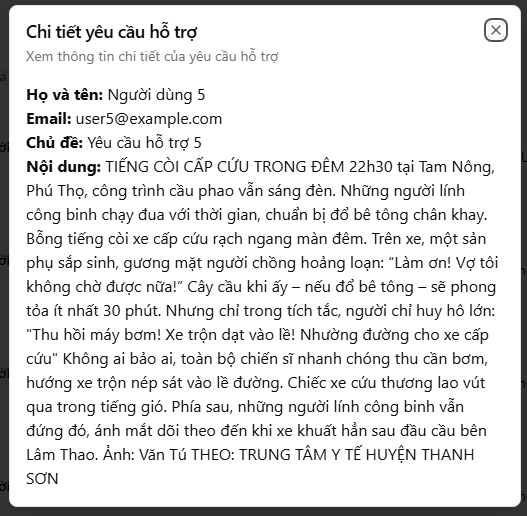 Chi tiết yêu cầu hỗ trợ
Xem thông tin chi tiết của yêu cầu hỗ trợ
Họ và tên: Người dùng 5
Email: user5@example.com
Chủ đề: Yêu cầu hỗ trợ 5
Nội dung: TIẾNG CÒI CẤP CỨU TRONG ĐÊM 22h30 tại Tam Nông,
Phú Thọ, công trình cầu phao vẫn sáng đèn. Những người lính
công binh chạy đua với thời gian, chuẩn bị đổ bê tông chân khay.
Bỗng tiếng còi xe cấp cứu rạch ngang màn đêm. Trên xe, một sản
phụ sắp sinh, gương mặt người chồng hoảng loạn: "Làm ơn! Vợ tôi
không chờ được nữa!" Cây cầu khi ấy – nếu đổ bê tông – sẽ phong
tỏa ít nhất 30 phút. Nhưng chỉ trong tích tắc, người chỉ huy hô lớn:
"Thu hồi máy bơm! Xe trộn dạt vào lề! Nhường đường cho xe cấp
cứu" Không ai bảo ai, toàn bộ chiến sĩ nhanh chóng thu cần bơm,
hướng xe trộn nép sát vào lề đường. Chiếc xe cứu thương lao vút
qua trong tiếng gió. Phía sau, những người lính công binh vẫn
đứng đó, ánh mắt dõi theo đến khi xe khuất hẳn sau đầu cầu bên
Lâm Thao. Ảnh: Văn Tú THEO: TRUNG TÂM Y TẾ HUYỆN THANH
SƠN